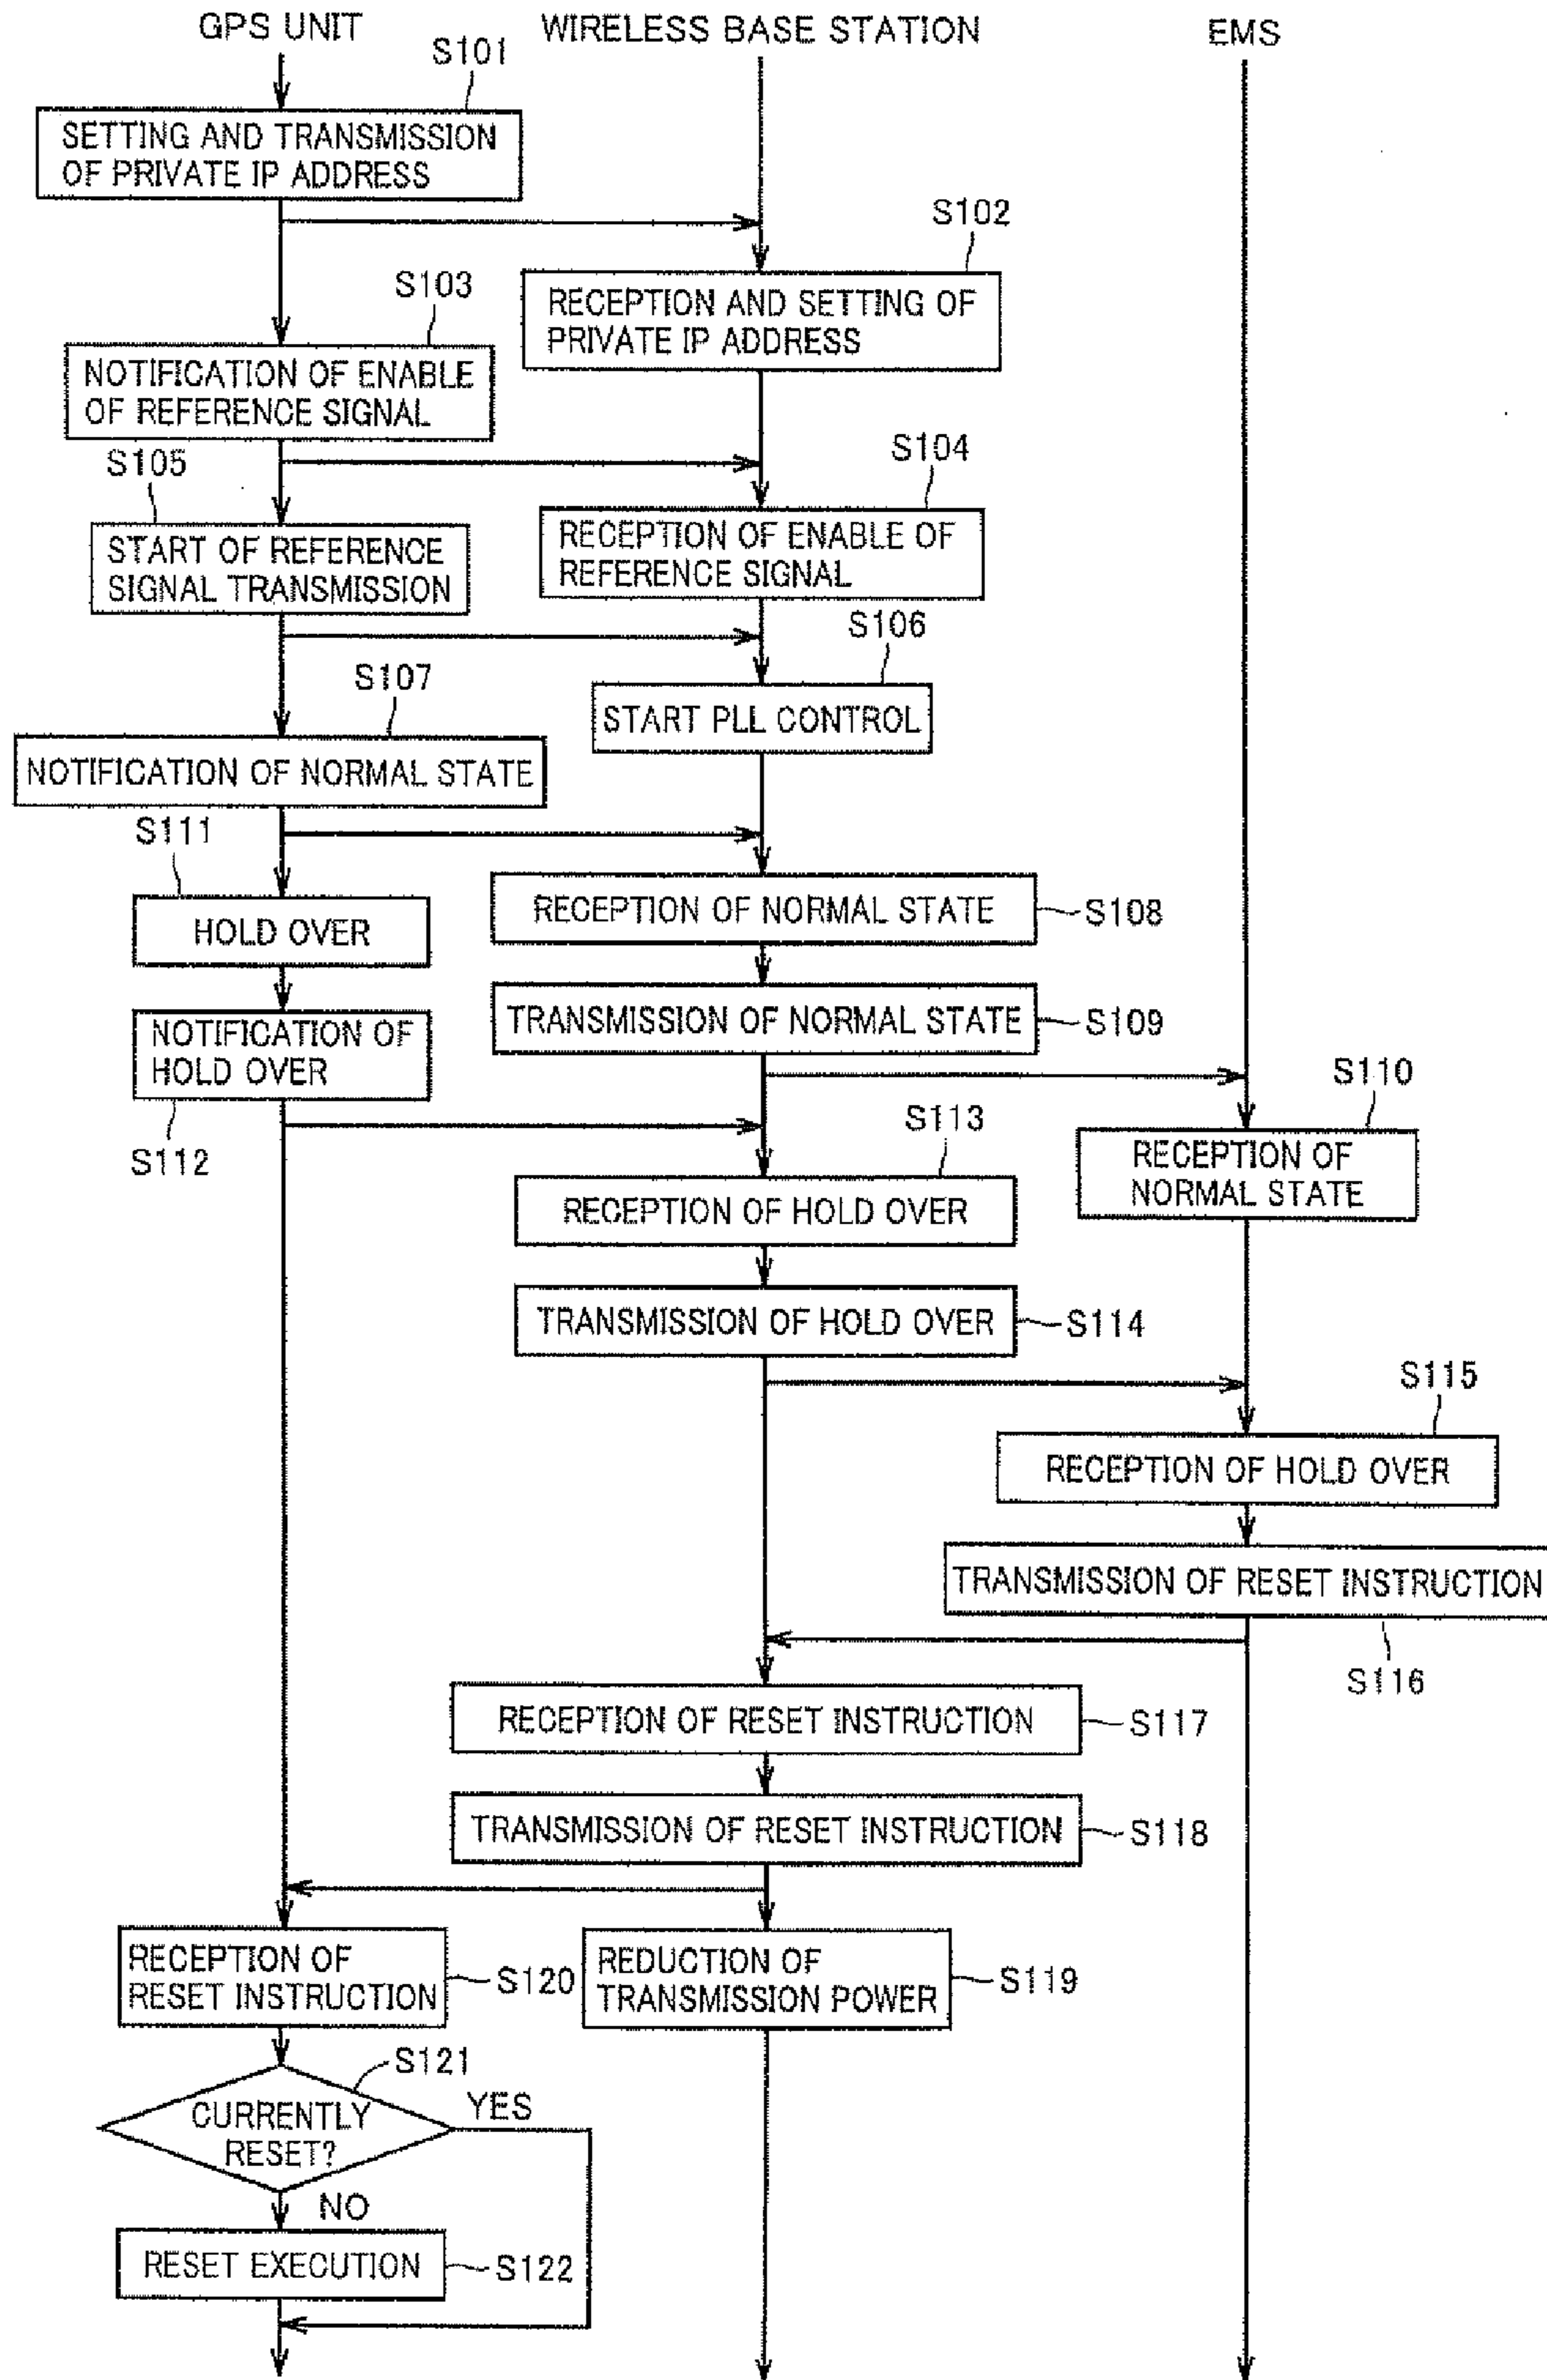 GPS UNIT
WIRELESS BASE STATION
EMS
S101
SETTING AND TRANSMISSION
OF PRIVATE IP ADDRESS
S102
RECEPTION AND SETTING OF
PRIVATE IP ADDRESS
S103
NOTIFICATION OF ENABLE
OF REFERENCE SIGNAL
S104
RECEPTION OF ENABLE OF
REFERENCE SIGNAL
S105
START OF REFERENCE
SIGNAL TRANSMISSION
S106
START PLL CONTROL
S107
NOTIFICATION OF NORMAL STATE
S111
HOLD OVER
RECEPTION OF NORMAL STATE
S108
TRANSMISSION OF NORMAL STATE
S109
NOTIFICATION OF
HOLD OVER
S112
S110
RECEPTION OF
NORMAL STATE
S113
RECEPTION OF HOLD OVER
TRANSMISSION OF HOLD OVER
S114
S115
RECEPTION OF HOLD OVER
TRANSMISSION OF RESET INSTRUCTION
S116
RECEPTION OF RESET INSTRUCTION
S117
TRANSMISSION OF RESET INSTRUCTION
S118
RECEPTION OF
RESET INSTRUCTION
S120
REDUCTION OF
TRANSMISSION POWER
S119
S121
CURRENTLY
RESET?
YES
NO
RESET EXECUTION
S122